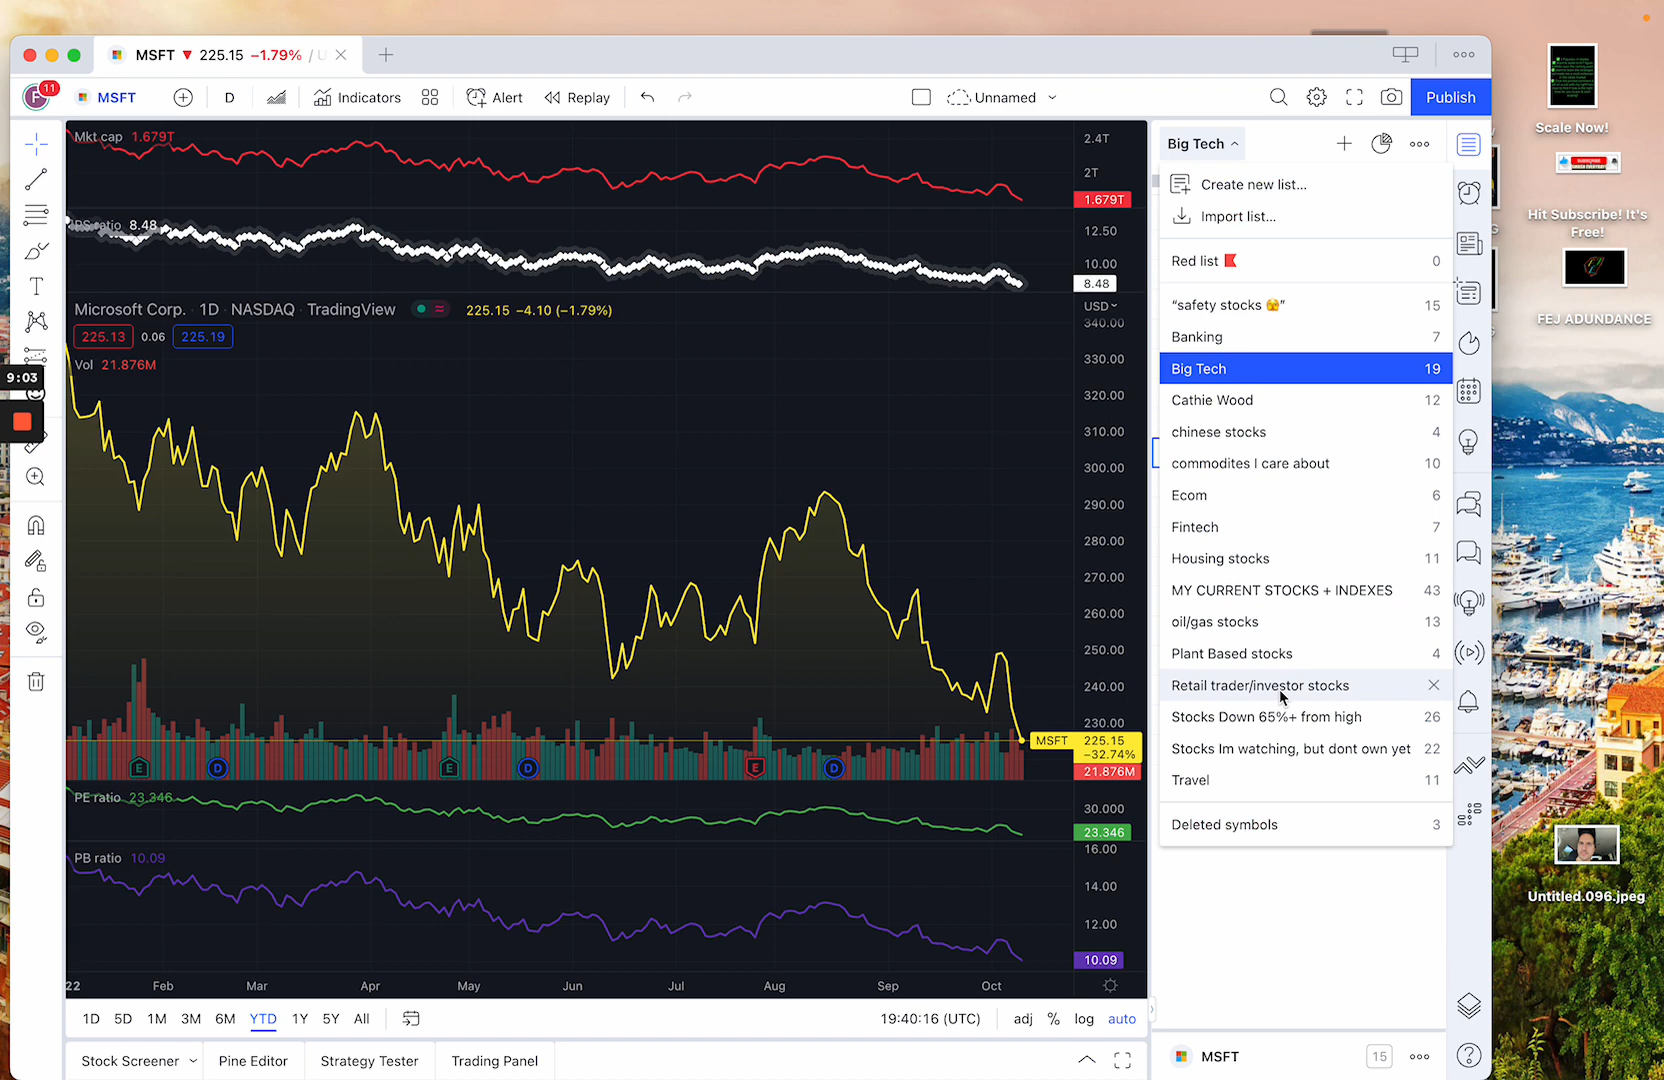 MSFT ▼ 225.15 −1.79% / U
F 11
MSFT
D
Indicators
Alert
Replay
Unnamed
Publish
Mkt cap 1.679T
2.4T
2T
1.679T
PS ratio 8.48
12.50
10.00
8.48
Microsoft Corp. · 1D · NASDAQ · TradingView
225.15 −4.10 (−1.79%)
USD
225.13 0.06 225.19
Vol 21.876M
340.00
330.00
320.00
310.00
300.00
290.00
280.00
270.00
260.00
250.00
240.00
230.00
MSFT 225.15
−32.74%
21.876M
E D E D E D
9:03
PE ratio 23.346
30.000
23.346
PB ratio 10.09
16.00
14.00
12.00
10.09
22 Feb Mar Apr May Jun Jul Aug Sep Oct
1D 5D 1M 3M 6M YTD 1Y 5Y All
19:40:16 (UTC) adj % log auto
Stock Screener Pine Editor Strategy Tester Trading Panel
Big Tech
Create new list...
Import list...
Red list 0
“safety stocks 🫣” 15
Banking 7
Big Tech 19
Cathie Wood 12
chinese stocks 4
commodites I care about 10
Ecom 6
Fintech 7
Housing stocks 11
MY CURRENT STOCKS + INDEXES 43
oil/gas stocks 13
Plant Based stocks 4
Retail trader/investor stocks
Stocks Down 65%+ from high 26
Stocks Im watching, but dont own yet 22
Travel 11
Deleted symbols 3
MSFT 15
Scale Now!
Hit Subscribe! It's
Free!
FEJ ADUNDANCE
Untitled.096.jpeg